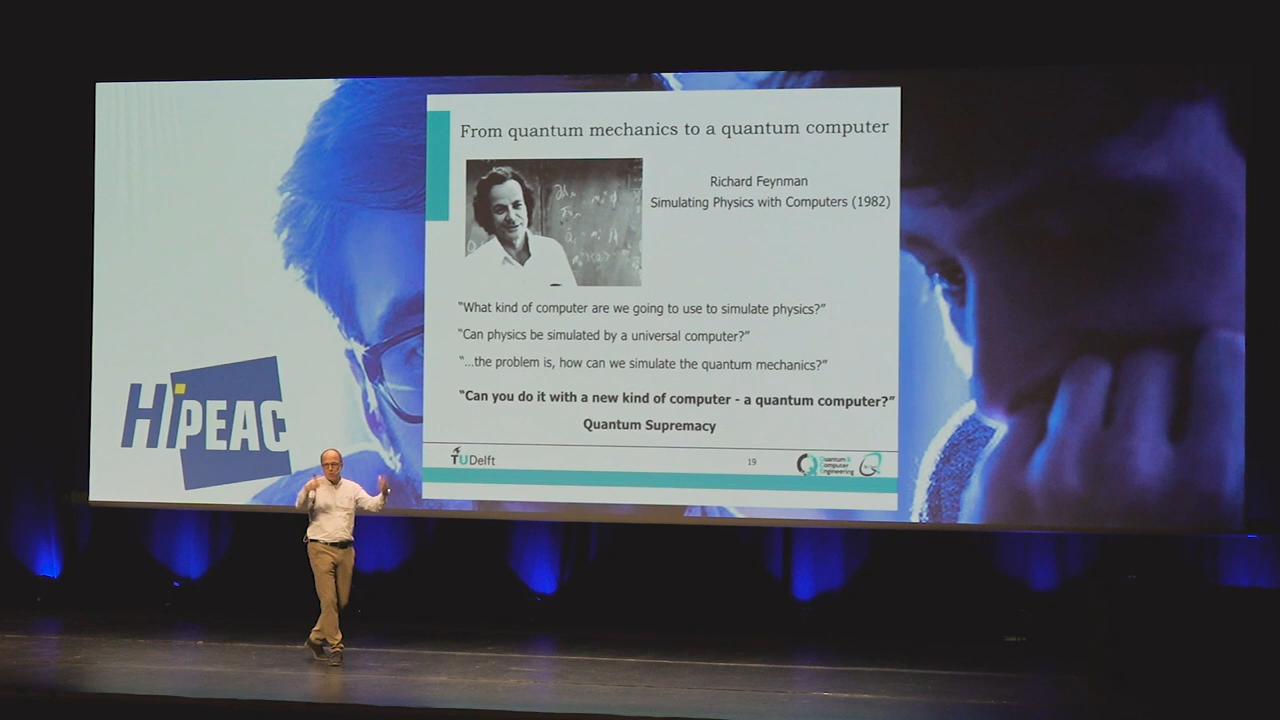 From quantum mechanics to a quantum computer
Richard Feynman
Simulating Physics with Computers (1982)
"What kind of computer are we going to use to simulate physics?"
"Can physics be simulated by a universal computer?"
"...the problem is, how can we simulate the quantum mechanics?"
"Can you do it with a new kind of computer - a quantum computer?"
Quantum Supremacy
HiPEAC
TUDelft
19
Quantum &
Computer
Engineering